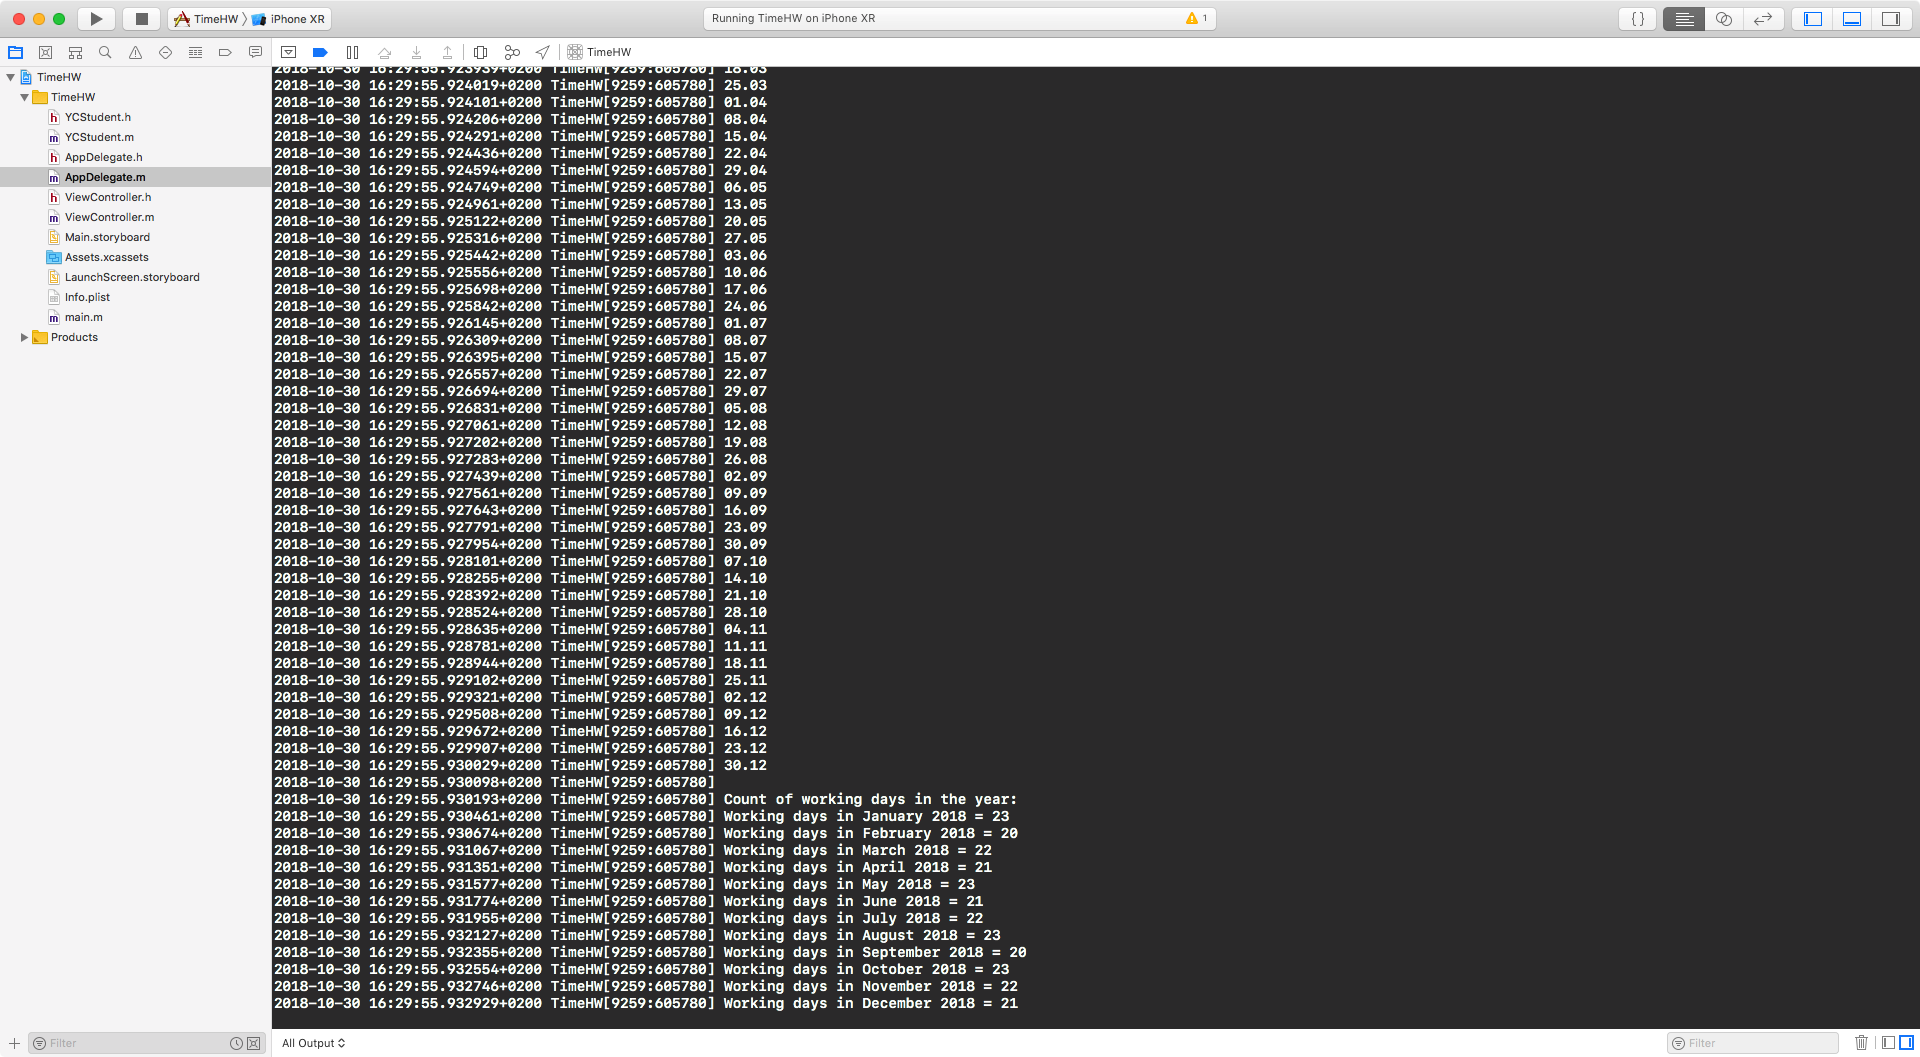 TimeHW
iPhone XR
Running TimeHW on iPhone XR
1
TimeHW
TimeHW
TimeHW
YCStudent.h
YCStudent.m
AppDelegate.h
AppDelegate.m
ViewController.h
ViewController.m
Main.storyboard
Assets.xcassets
LaunchScreen.storyboard
Info.plist
main.m
Products
2018-10-30 16:29:55.923939+0200 TimeHW[9259:605780] 18.03
2018-10-30 16:29:55.924019+0200 TimeHW[9259:605780] 25.03
2018-10-30 16:29:55.924101+0200 TimeHW[9259:605780] 01.04
2018-10-30 16:29:55.924206+0200 TimeHW[9259:605780] 08.04
2018-10-30 16:29:55.924291+0200 TimeHW[9259:605780] 15.04
2018-10-30 16:29:55.924436+0200 TimeHW[9259:605780] 22.04
2018-10-30 16:29:55.924594+0200 TimeHW[9259:605780] 29.04
2018-10-30 16:29:55.924749+0200 TimeHW[9259:605780] 06.05
2018-10-30 16:29:55.924961+0200 TimeHW[9259:605780] 13.05
2018-10-30 16:29:55.925122+0200 TimeHW[9259:605780] 20.05
2018-10-30 16:29:55.925316+0200 TimeHW[9259:605780] 27.05
2018-10-30 16:29:55.925442+0200 TimeHW[9259:605780] 03.06
2018-10-30 16:29:55.925556+0200 TimeHW[9259:605780] 10.06
2018-10-30 16:29:55.925698+0200 TimeHW[9259:605780] 17.06
2018-10-30 16:29:55.925842+0200 TimeHW[9259:605780] 24.06
2018-10-30 16:29:55.926145+0200 TimeHW[9259:605780] 01.07
2018-10-30 16:29:55.926309+0200 TimeHW[9259:605780] 08.07
2018-10-30 16:29:55.926395+0200 TimeHW[9259:605780] 15.07
2018-10-30 16:29:55.926557+0200 TimeHW[9259:605780] 22.07
2018-10-30 16:29:55.926694+0200 TimeHW[9259:605780] 29.07
2018-10-30 16:29:55.926831+0200 TimeHW[9259:605780] 05.08
2018-10-30 16:29:55.927061+0200 TimeHW[9259:605780] 12.08
2018-10-30 16:29:55.927202+0200 TimeHW[9259:605780] 19.08
2018-10-30 16:29:55.927283+0200 TimeHW[9259:605780] 26.08
2018-10-30 16:29:55.927439+0200 TimeHW[9259:605780] 02.09
2018-10-30 16:29:55.927561+0200 TimeHW[9259:605780] 09.09
2018-10-30 16:29:55.927643+0200 TimeHW[9259:605780] 16.09
2018-10-30 16:29:55.927791+0200 TimeHW[9259:605780] 23.09
2018-10-30 16:29:55.927954+0200 TimeHW[9259:605780] 30.09
2018-10-30 16:29:55.928101+0200 TimeHW[9259:605780] 07.10
2018-10-30 16:29:55.928255+0200 TimeHW[9259:605780] 14.10
2018-10-30 16:29:55.928392+0200 TimeHW[9259:605780] 21.10
2018-10-30 16:29:55.928524+0200 TimeHW[9259:605780] 28.10
2018-10-30 16:29:55.928635+0200 TimeHW[9259:605780] 04.11
2018-10-30 16:29:55.928781+0200 TimeHW[9259:605780] 11.11
2018-10-30 16:29:55.928944+0200 TimeHW[9259:605780] 18.11
2018-10-30 16:29:55.929102+0200 TimeHW[9259:605780] 25.11
2018-10-30 16:29:55.929321+0200 TimeHW[9259:605780] 02.12
2018-10-30 16:29:55.929508+0200 TimeHW[9259:605780] 09.12
2018-10-30 16:29:55.929672+0200 TimeHW[9259:605780] 16.12
2018-10-30 16:29:55.929907+0200 TimeHW[9259:605780] 23.12
2018-10-30 16:29:55.930029+0200 TimeHW[9259:605780] 30.12
2018-10-30 16:29:55.930098+0200 TimeHW[9259:605780]
2018-10-30 16:29:55.930193+0200 TimeHW[9259:605780] Count of working days in the year:
2018-10-30 16:29:55.930461+0200 TimeHW[9259:605780] Working days in January 2018 = 23
2018-10-30 16:29:55.930674+0200 TimeHW[9259:605780] Working days in February 2018 = 20
2018-10-30 16:29:55.931067+0200 TimeHW[9259:605780] Working days in March 2018 = 22
2018-10-30 16:29:55.931351+0200 TimeHW[9259:605780] Working days in April 2018 = 21
2018-10-30 16:29:55.931577+0200 TimeHW[9259:605780] Working days in May 2018 = 23
2018-10-30 16:29:55.931774+0200 TimeHW[9259:605780] Working days in June 2018 = 21
2018-10-30 16:29:55.931955+0200 TimeHW[9259:605780] Working days in July 2018 = 22
2018-10-30 16:29:55.932127+0200 TimeHW[9259:605780] Working days in August 2018 = 23
2018-10-30 16:29:55.932355+0200 TimeHW[9259:605780] Working days in September 2018 = 20
2018-10-30 16:29:55.932554+0200 TimeHW[9259:605780] Working days in October 2018 = 23
2018-10-30 16:29:55.932746+0200 TimeHW[9259:605780] Working days in November 2018 = 22
2018-10-30 16:29:55.932929+0200 TimeHW[9259:605780] Working days in December 2018 = 21
Filter
All Output
Filter